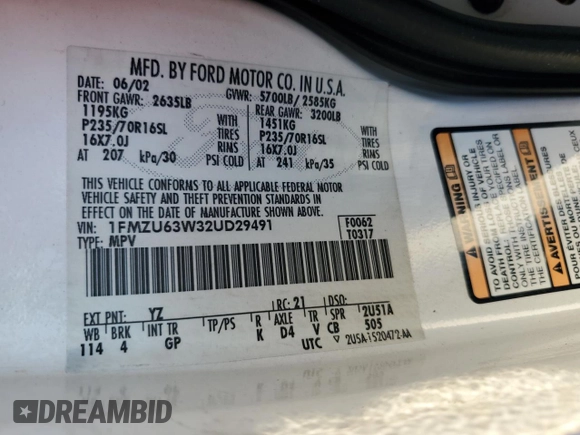 MFD. BY FORD MOTOR CO. IN U.S.A.
DATE: 06/02 GVWR: 5700LB/ 2585KG
FRONT GAWR: 2635LB REAR GAWR: 3200LB
1195KG WITH 1451KG WITH
P235/70R16SL TIRES P235/70R16SL TIRES
16X7.0J RIMS 16X7.0J RIMS
AT 207 kPa/30 PSI COLD AT 241 kPa/35 PSI COLD
THIS VEHICLE CONFORMS TO ALL APPLICABLE FEDERAL MOTOR
VEHICLE SAFETY AND THEFT PREVENTION STANDARDS IN
EFFECT ON THE DATE OF MANUFACTURE SHOWN ABOVE.
VIN: 1FMZU63W32UD29491 F0062
TYPE: MPV T0317
EXT PNT: YZ RC: 21 DSO:
WB BRK INT TR TP/PS R AXLE TR SPR 2U51A
114 4 GP K D4 V CB 505
UTC 2U5A-1520472-AA
WARNING
DREAMBID